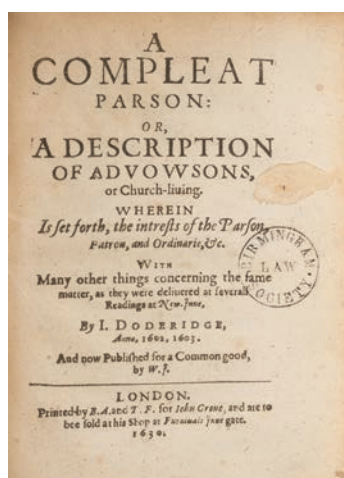 A
COMPLEAT
PARSON:
OR,
A DESCRIPTION
OF ADVOWSONS,
or Church-liuing.
WHEREIN
Is set forth, the intrests of the Parson,
Patron, and Ordinarie, &c.
WITH
Many other things concerning the same
matter, as they were deliuered at seuerall
Readings at New-Inne,
By I. DODERIDGE,
Anno, 1602, 1603.
And now Published for a Common good,
by W. J.
LONDON.
Printed by B. A. and T. F. for Iohn Groue, and are to
bee sold at his Shop at Furnivals Inne gate.
1630.
BIRMINGHAM
LAW
SOCIETY